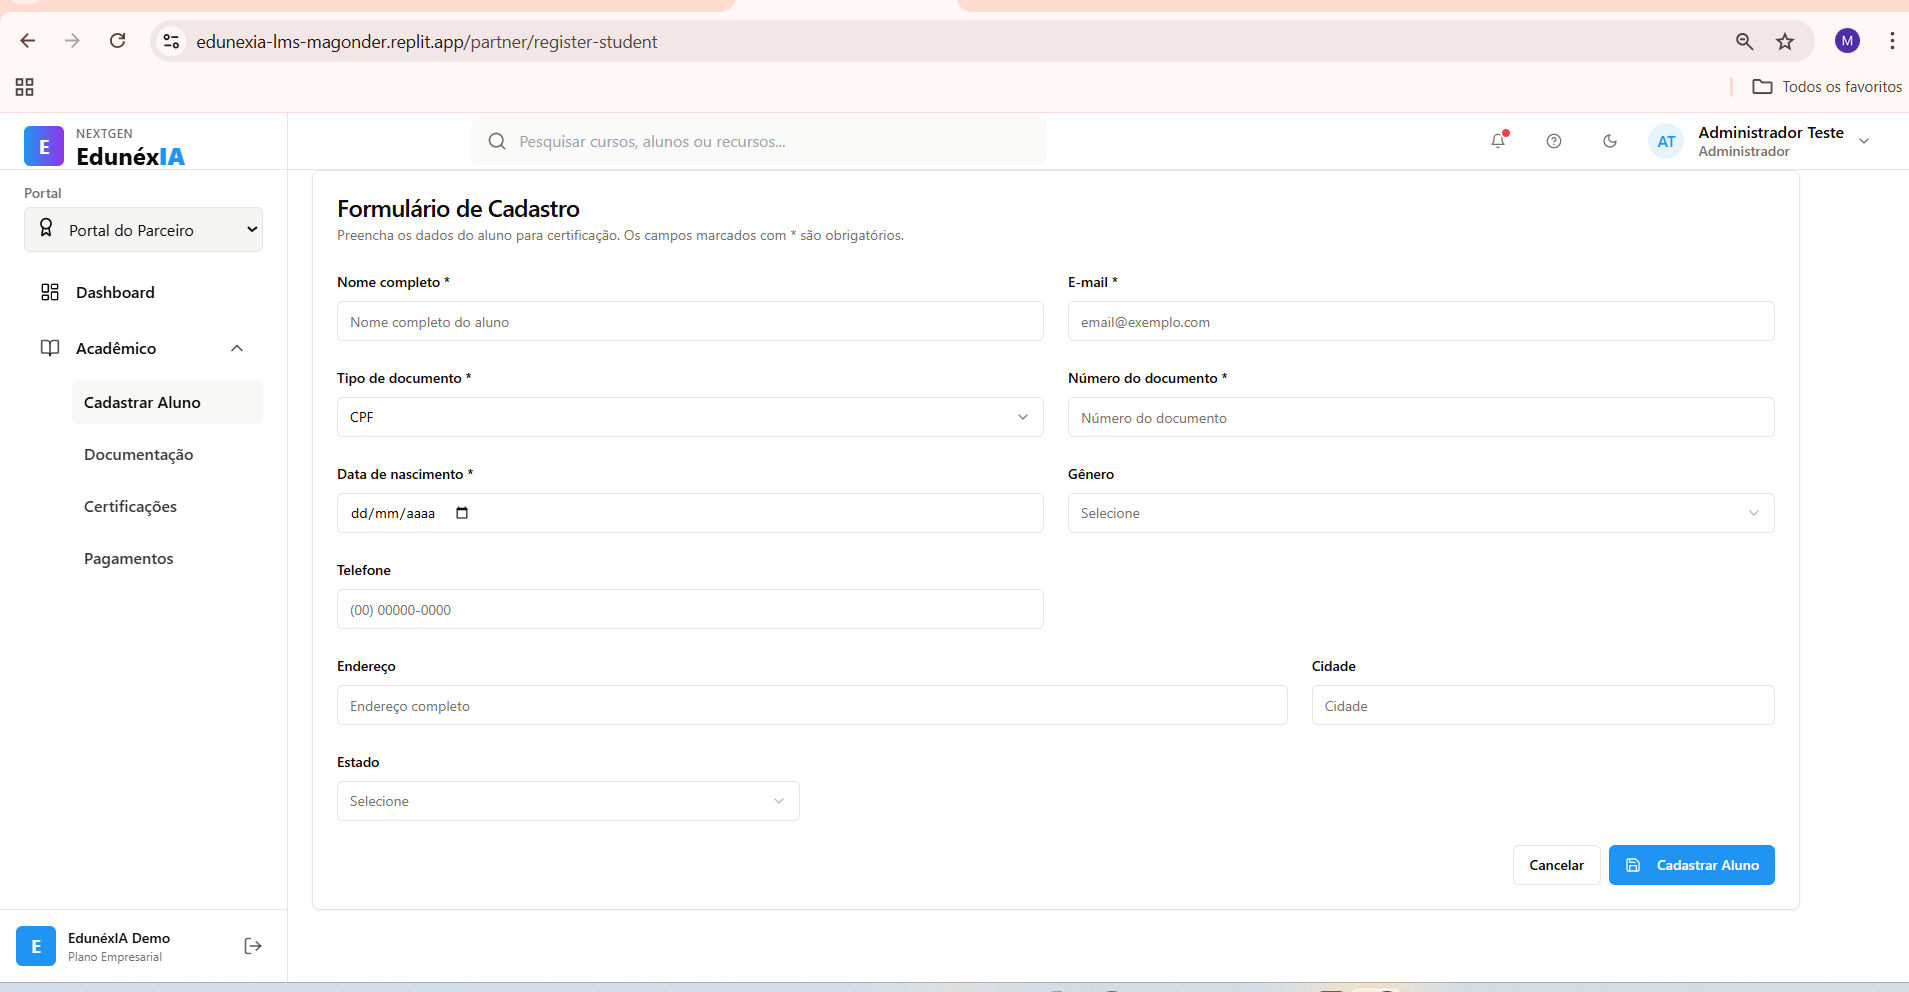 edunexia-lms-magonder.replit.app/partner/register-student
M
Todos os favoritos
E
NEXTGEN
EdunéxIA
Pesquisar cursos, alunos ou recursos...
AT
Administrador Teste
Administrador
Portal
Portal do Parceiro
Dashboard
Acadêmico
Cadastrar Aluno
Documentação
Certificações
Pagamentos
Formulário de Cadastro
Preencha os dados do aluno para certificação. Os campos marcados com * são obrigatórios.
Nome completo *
Nome completo do aluno
E-mail *
email@exemplo.com
Tipo de documento *
CPF
Número do documento *
Número do documento
Data de nascimento *
dd/mm/aaaa
Gênero
Selecione
Telefone
(00) 00000-0000
Endereço
Endereço completo
Cidade
Cidade
Estado
Selecione
Cancelar
Cadastrar Aluno
E
EdunéxIA Demo
Plano Empresarial